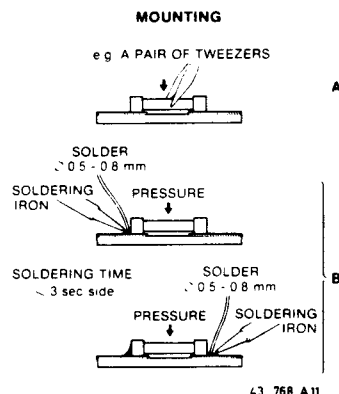 MOUNTING
e g A PAIR OF TWEEZERS
A
SOLDER
∅ 0.5 - 0.8 mm
SOLDERING
IRON
PRESSURE
SOLDERING TIME
~ 3 sec side
SOLDER
∅ 0.5 - 0.8 mm
B
PRESSURE
SOLDERING
IRON
43 768 A11